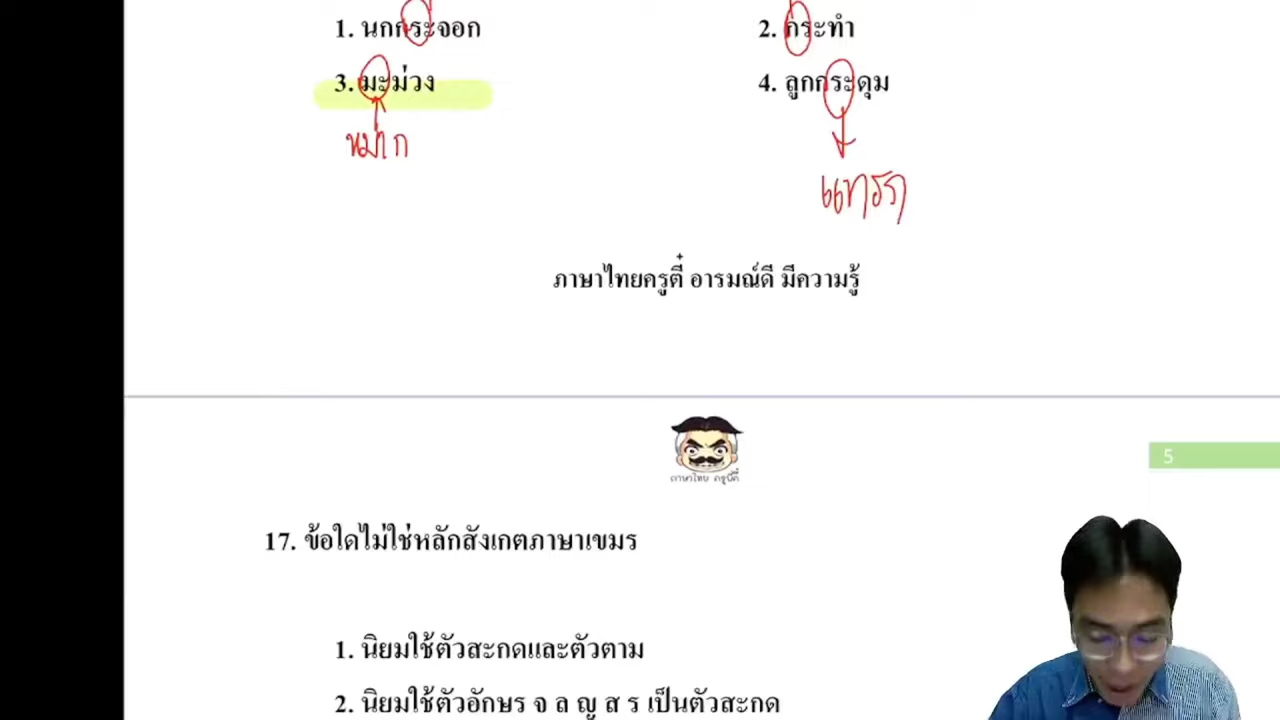 1. นกกระจอก
2. กระทำ
3. มะม่วง
4. ลูกกระดุม
หมาก
แทรก
ภาษาไทยครูตี๋ อารมณ์ดี มีความรู้
5
17. ข้อใดไม่ใช่หลักสังเกตภาษาเขมร
1. นิยมใช้ตัวสะกดและตัวตาม
2. นิยมใช้ตัวอักษร จ ล ญ ส ร เป็นตัวสะกด